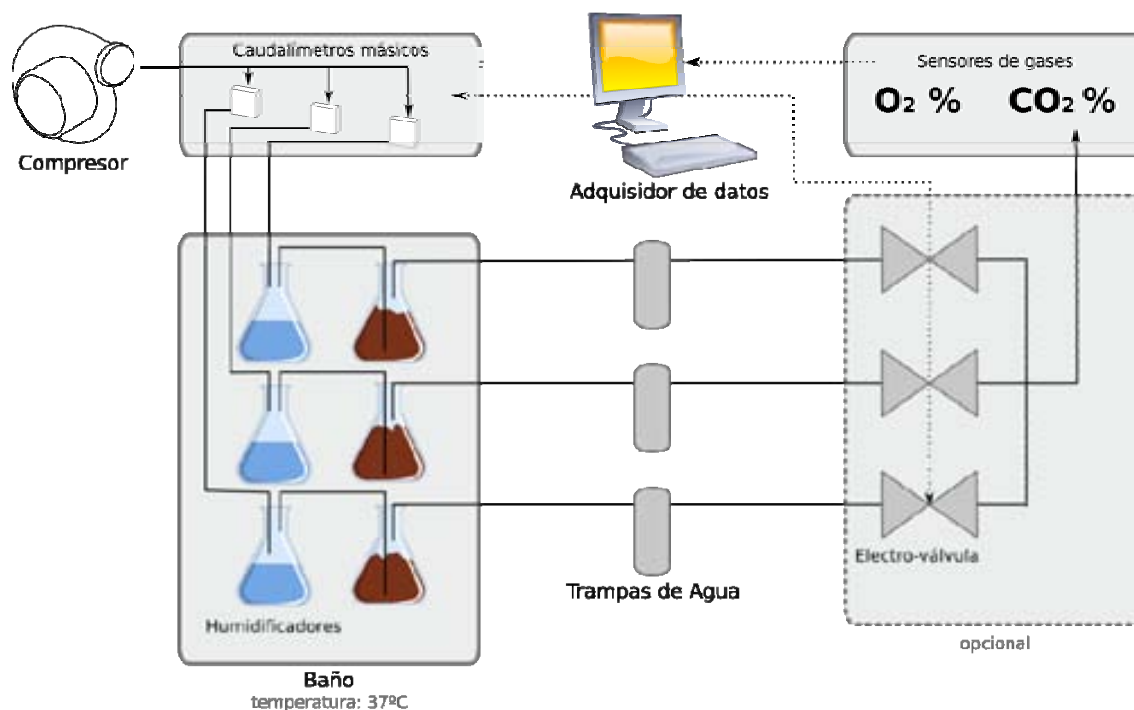 Caudalímetros másicos
Sensores de gases
O₂ %
CO₂ %
Compresor
Adquisidor de datos
Electro-válvula
Trampas de Agua
Humidificadores
opcional
Baño
temperatura: 37ºC